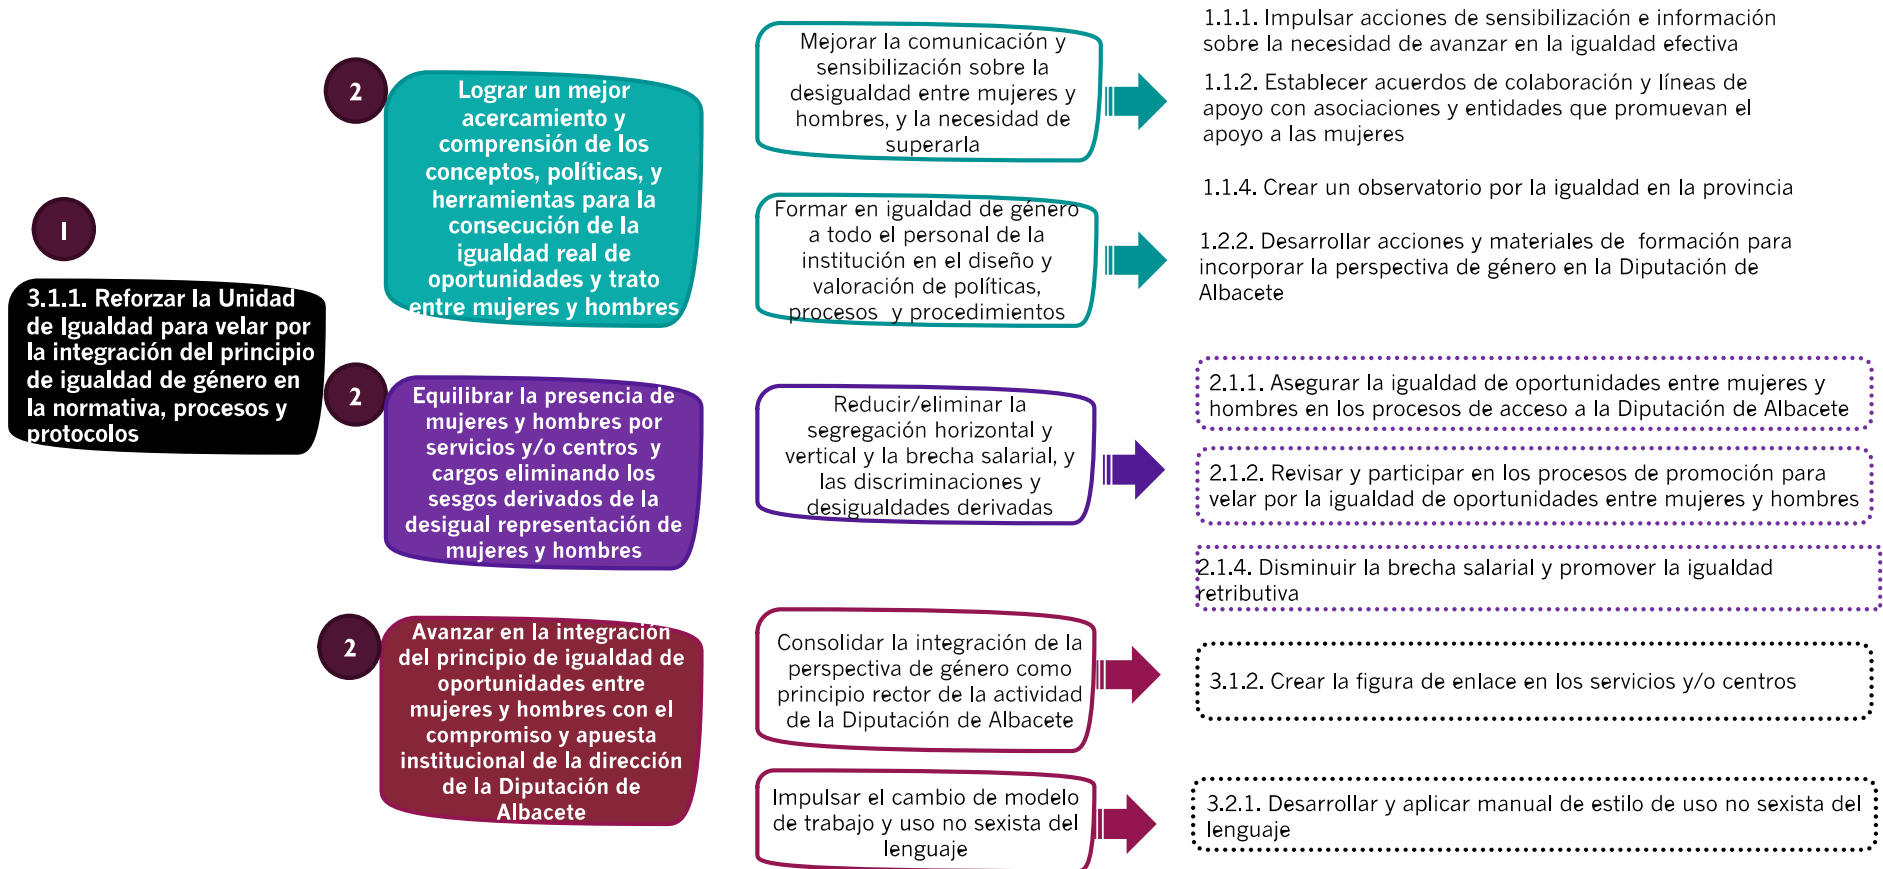 1
3.1.1. Reforzar la Unidad
de Igualdad para velar por
la integración del principio
de igualdad de género en
la normativa, procesos y
protocolos
2
Lograr un mejor
acercamiento y
comprensión de los
conceptos, políticas, y
herramientas para la
consecución de la
igualdad real de
oportunidades y trato
entre mujeres y hombres
Mejorar la comunicación y
sensibilización sobre la
desigualdad entre mujeres y
hombres, y la necesidad de
superarla
1.1.1. Impulsar acciones de sensibilización e información
sobre la necesidad de avanzar en la igualdad efectiva
1.1.2. Establecer acuerdos de colaboración y líneas de
apoyo con asociaciones y entidades que promuevan el
apoyo a las mujeres
1.1.4. Crear un observatorio por la igualdad en la provincia
Formar en igualdad de género
a todo el personal de la
institución en el diseño y
valoración de políticas,
procesos y procedimientos
1.2.2. Desarrollar acciones y materiales de formación para
incorporar la perspectiva de género en la Diputación de
Albacete
2
Equilibrar la presencia de
mujeres y hombres por
servicios y/o centros y
cargos eliminando los
sesgos derivados de la
desigual representación de
mujeres y hombres
Reducir/eliminar la
segregación horizontal y
vertical y la brecha salarial, y
las discriminaciones y
desigualdades derivadas
2.1.1. Asegurar la igualdad de oportunidades entre mujeres y
hombres en los procesos de acceso a la Diputación de Albacete
2.1.2. Revisar y participar en los procesos de promoción para
velar por la igualdad de oportunidades entre mujeres y hombres
2.1.4. Disminuir la brecha salarial y promover la igualdad
retributiva
2
Avanzar en la integración
del principio de igualdad de
oportunidades entre
mujeres y hombres con el
compromiso y apuesta
institucional de la dirección
de la Diputación de
Albacete
Consolidar la integración de la
perspectiva de género como
principio rector de la actividad
de la Diputación de Albacete
3.1.2. Crear la figura de enlace en los servicios y/o centros
Impulsar el cambio de modelo
de trabajo y uso no sexista del
lenguaje
3.2.1. Desarrollar y aplicar manual de estilo de uso no sexista del
lenguaje